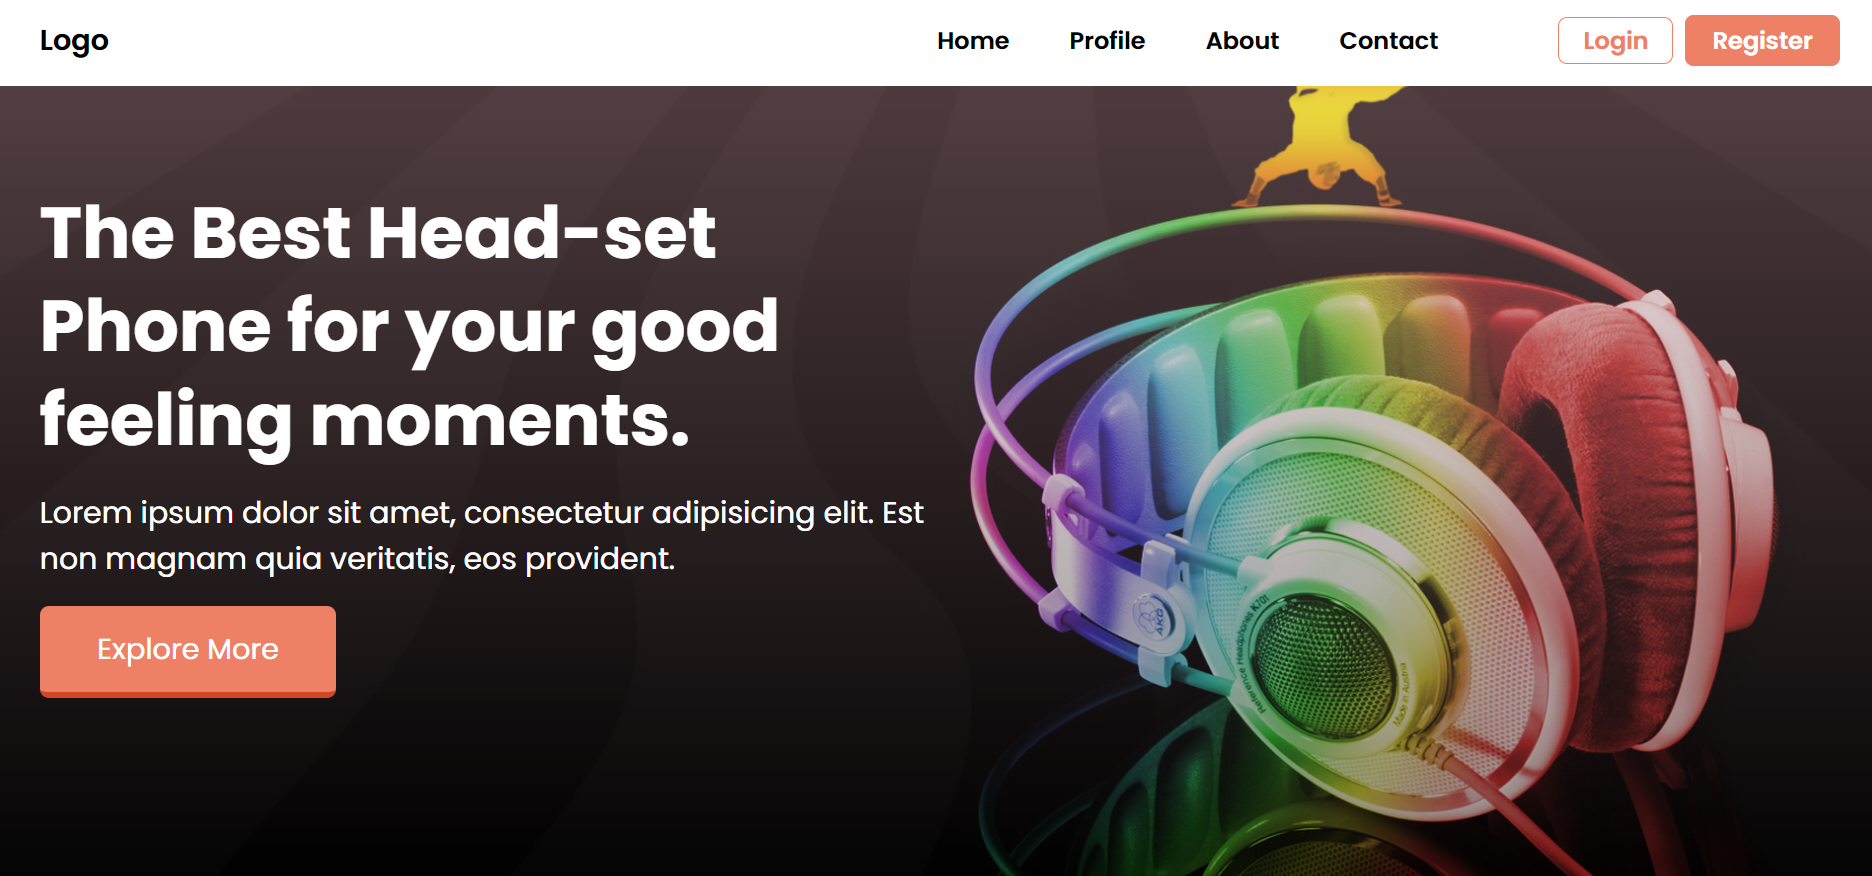 Logo
Home Profile About Contact Login Register
The Best Head-set
Phone for your good
feeling moments.
Lorem ipsum dolor sit amet, consectetur adipisicing elit. Est
non magnam quia veritatis, eos provident.
Explore More
AKG
Reference Headphones K701
Made in Austria